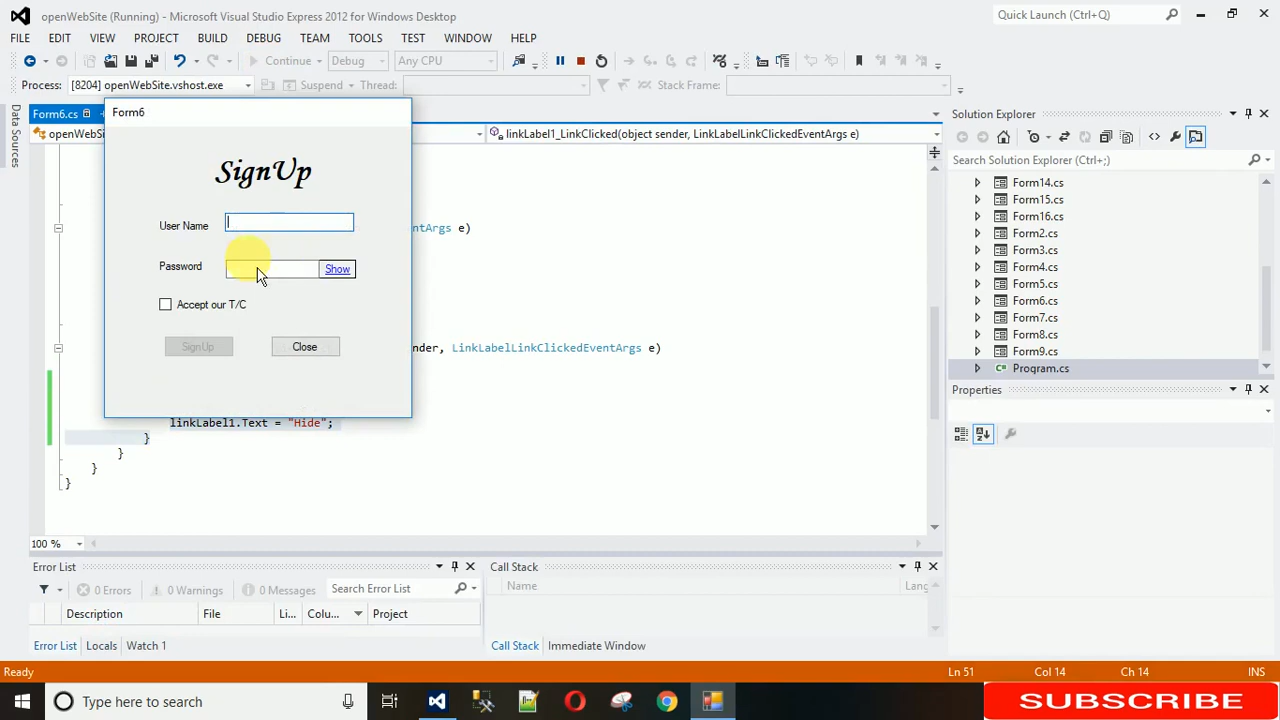 openWebSite (Running) - Microsoft Visual Studio Express 2012 for Windows Desktop
Quick Launch (Ctrl+Q)
FILE EDIT VIEW PROJECT BUILD DEBUG TEAM TOOLS TEST WINDOW HELP
Continue Debug Any CPU
Process: [8204] openWebSite.vshost.exe Suspend Thread: Stack Frame:
Data Sources
Form6.cs
openWebSi
linkLabel1_LinkClicked(object sender, LinkLabelLinkClickedEventArgs e)
Form6
SignUp
User Name
Password Show
Accept our T/C
SignUp Close
ntArgs e)
nder, LinkLabelLinkClickedEventArgs e)
linkLabel1.Text = "Hide";
}
}
}
}
100 %
Solution Explorer
Search Solution Explorer (Ctrl+;)
Form14.cs
Form15.cs
Form16.cs
Form2.cs
Form3.cs
Form4.cs
Form5.cs
Form6.cs
Form7.cs
Form8.cs
Form9.cs
Program.cs
Properties
Error List
0 Errors 0 Warnings 0 Messages Search Error List
Description File Li... Colu... Project
Error List Locals Watch 1
Call Stack
Name Lang
Call Stack Immediate Window
Ready Ln 51 Col 14 Ch 14 INS
Type here to search
SUBSCRIBE